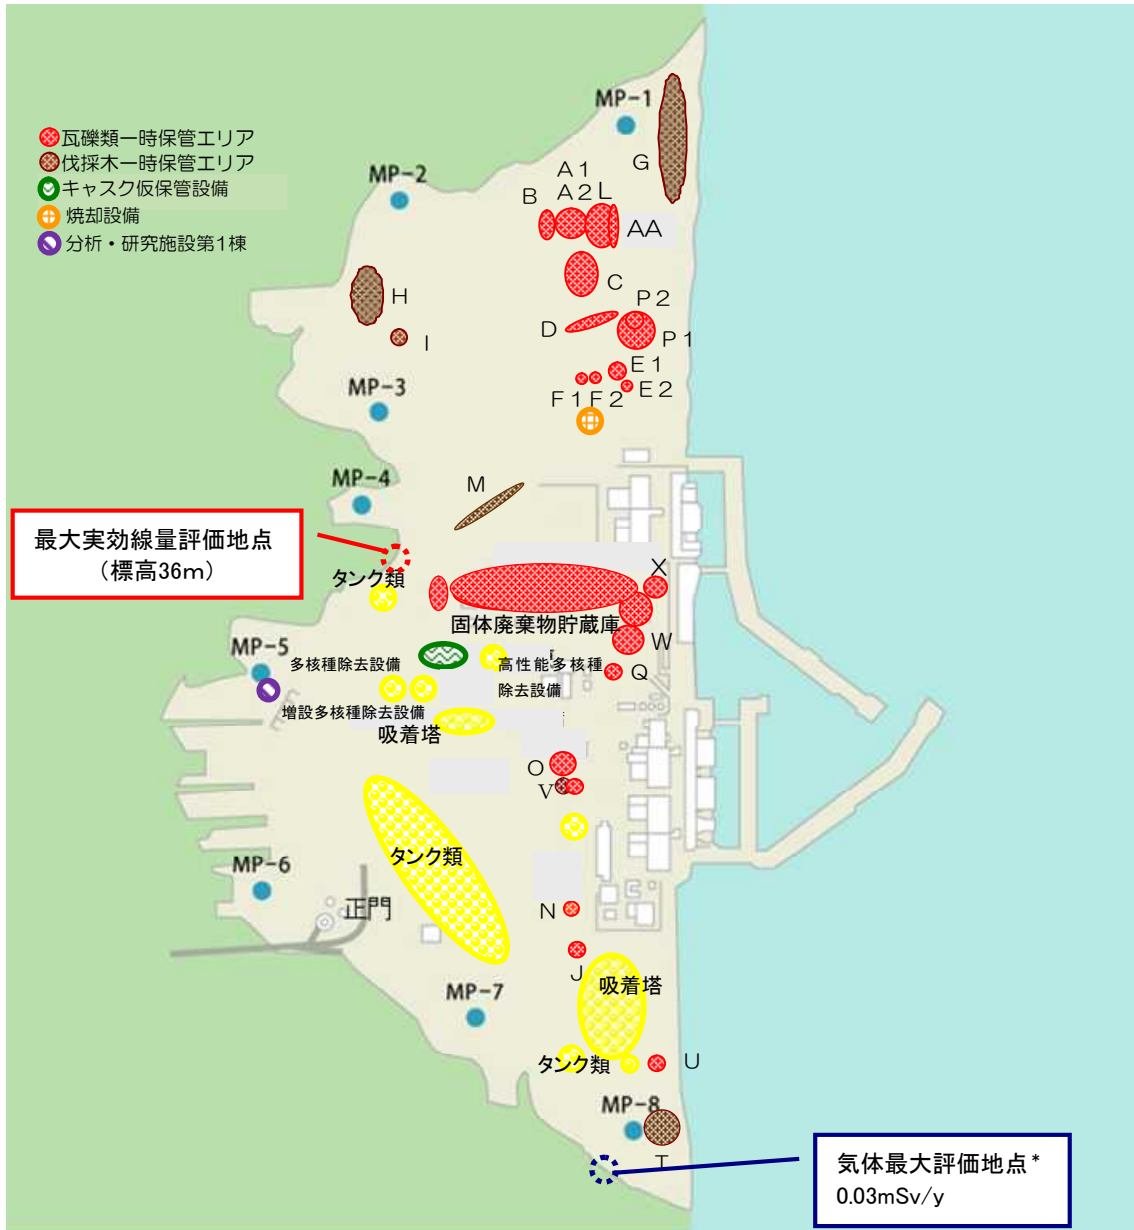 MP-1
瓦礫類一時保管エリア
伐採木一時保管エリア
キャスク仮保管設備
焼却設備
分析・研究施設第1棟
MP-2
G
A1
A2
L
B
AA
C
H
I
P2
D
P1
E1
E2
F1
F2
MP-3
MP-4
M
最大実効線量評価地点
(標高36m)
タンク類
X
固体廃棄物貯蔵庫
W
MP-5
多核種除去設備
高性能多核種
除去設備
Q
増設多核種除去設備
吸着塔
O
V
タンク類
MP-6
正門
N
J
吸着塔
MP-7
タンク類
U
MP-8
T
気体最大評価地点*
0.03mSv/y